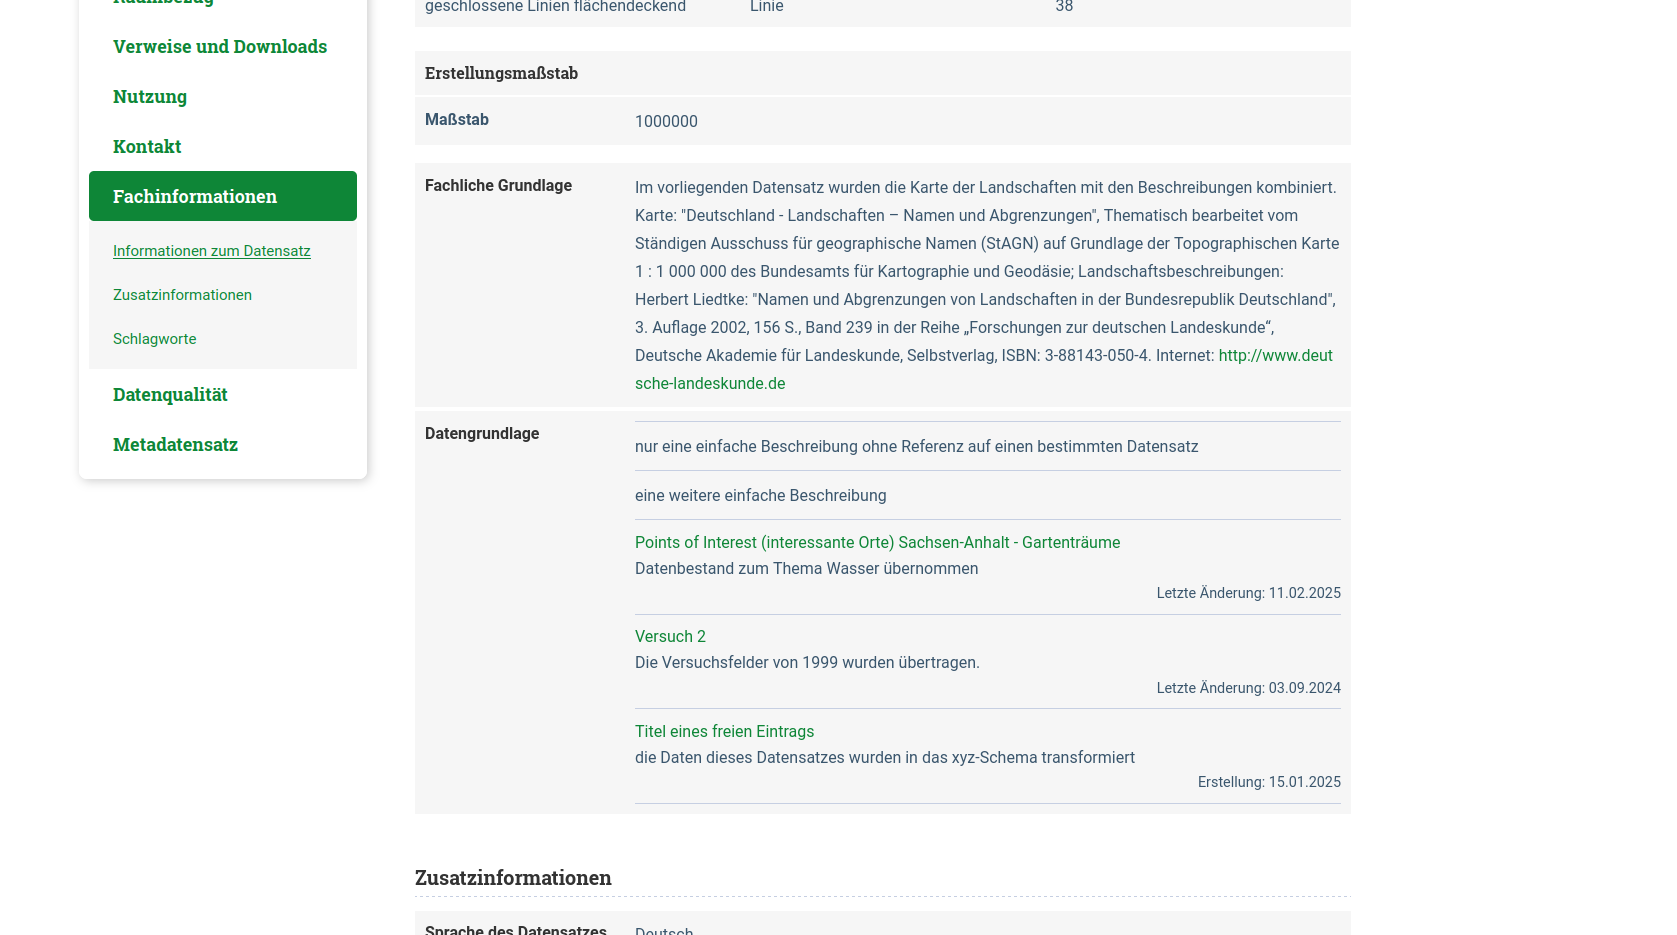 Raumbezug
Verweise und Downloads
Nutzung
Kontakt
Fachinformationen
Informationen zum Datensatz
Zusatzinformationen
Schlagworte
Datenqualität
Metadatensatz
geschlossene Linien flächendeckend Linie 38
Erstellungsmaßstab
Maßstab 1000000
Fachliche Grundlage Im vorliegenden Datensatz wurden die Karte der Landschaften mit den Beschreibungen kombiniert.
Karte: "Deutschland - Landschaften – Namen und Abgrenzungen", Thematisch bearbeitet vom
Ständigen Ausschuss für geographische Namen (StAGN) auf Grundlage der Topographischen Karte
1 : 1 000 000 des Bundesamts für Kartographie und Geodäsie; Landschaftsbeschreibungen:
Herbert Liedtke: "Namen und Abgrenzungen von Landschaften in der Bundesrepublik Deutschland",
3. Auflage 2002, 156 S., Band 239 in der Reihe „Forschungen zur deutschen Landeskunde“,
Deutsche Akademie für Landeskunde, Selbstverlag, ISBN: 3-88143-050-4. Internet: http://www.deut
sche-landeskunde.de
Datengrundlage
nur eine einfache Beschreibung ohne Referenz auf einen bestimmten Datensatz
eine weitere einfache Beschreibung
Points of Interest (interessante Orte) Sachsen-Anhalt - Gartenträume
Datenbestand zum Thema Wasser übernommen
Letzte Änderung: 11.02.2025
Versuch 2
Die Versuchsfelder von 1999 wurden übertragen.
Letzte Änderung: 03.09.2024
Titel eines freien Eintrags
die Daten dieses Datensatzes wurden in das xyz-Schema transformiert
Erstellung: 15.01.2025
Zusatzinformationen
Sprache des Datensatzes Deutsch